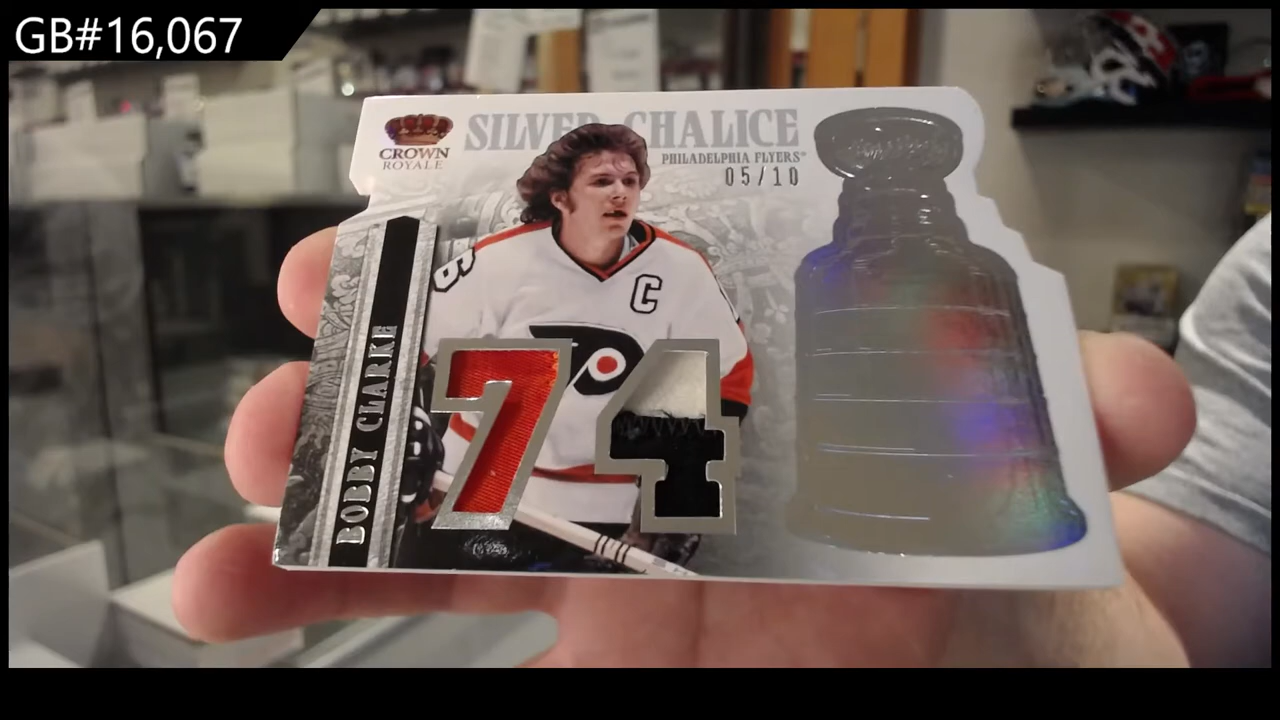 GB#16,067
CROWN
ROYALE
SILVER CHALICE
PHILADELPHIA FLYERS
05/10
BOBBY CLARKE
C
74